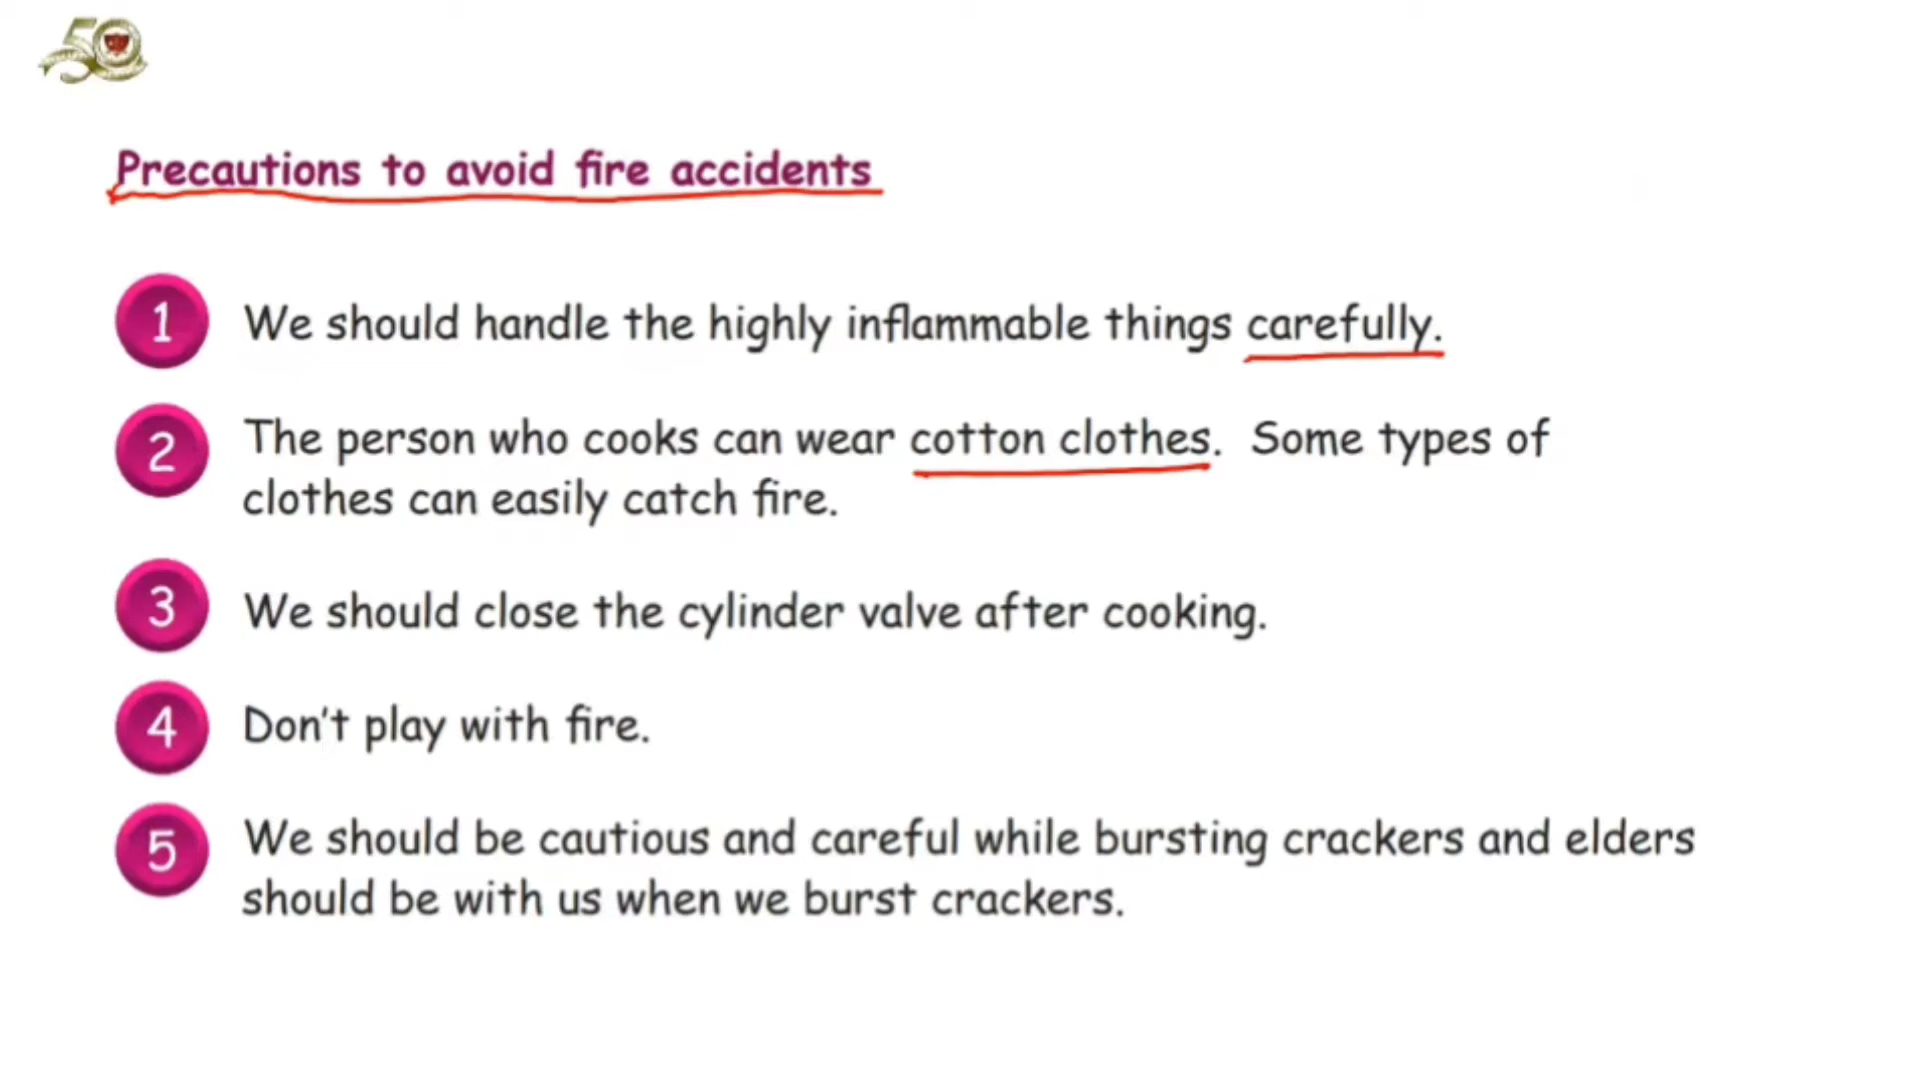 50
Precautions to avoid fire accidents
1 We should handle the highly inflammable things carefully.
2 The person who cooks can wear cotton clothes. Some types of
clothes can easily catch fire.
3 We should close the cylinder valve after cooking.
4 Don't play with fire.
5 We should be cautious and careful while bursting crackers and elders
should be with us when we burst crackers.